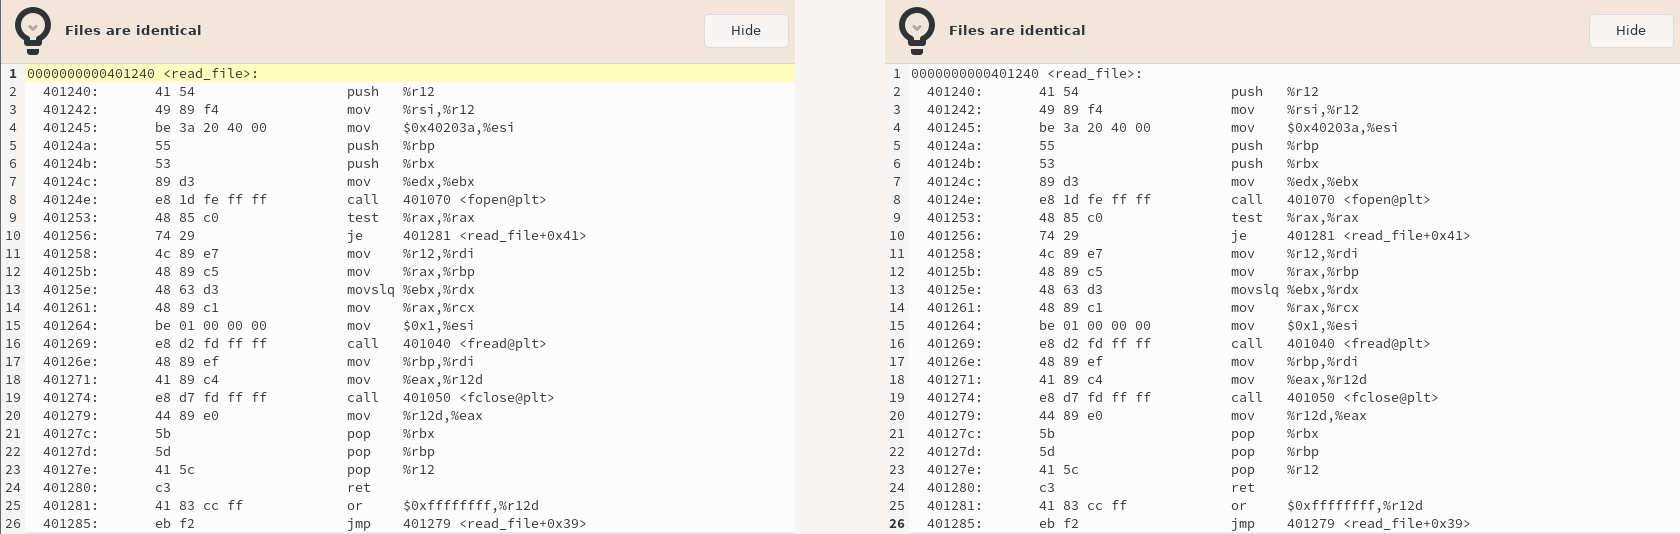 Files are identical
Hide
1 0000000000401240 <read_file>:
2   401240:       41 54                   push   %r12
3   401242:       49 89 f4                mov    %rsi,%r12
4   401245:       be 3a 20 40 00          mov    $0x40203a,%esi
5   40124a:       55                      push   %rbp
6   40124b:       53                      push   %rbx
7   40124c:       89 d3                   mov    %edx,%ebx
8   40124e:       e8 1d fe ff ff          call   401070 <fopen@plt>
9   401253:       48 85 c0                test   %rax,%rax
10   401256:       74 29                   je     401281 <read_file+0x41>
11   401258:       4c 89 e7                mov    %r12,%rdi
12   40125b:       48 89 c5                mov    %rax,%rbp
13   40125e:       48 63 d3                movslq %ebx,%rdx
14   401261:       48 89 c1                mov    %rax,%rcx
15   401264:       be 01 00 00 00          mov    $0x1,%esi
16   401269:       e8 d2 fd ff ff          call   401040 <fread@plt>
17   40126e:       48 89 ef                mov    %rbp,%rdi
18   401271:       41 89 c4                mov    %eax,%r12d
19   401274:       e8 d7 fd ff ff          call   401050 <fclose@plt>
20   401279:       44 89 e0                mov    %r12d,%eax
21   40127c:       5b                      pop    %rbx
22   40127d:       5d                      pop    %rbp
23   40127e:       41 5c                   pop    %r12
24   401280:       c3                      ret
25   401281:       41 83 cc ff             or     $0xffffffff,%r12d
26   401285:       eb f2                   jmp    401279 <read_file+0x39>
Files are identical
Hide
1 0000000000401240 <read_file>:
2   401240:       41 54                   push   %r12
3   401242:       49 89 f4                mov    %rsi,%r12
4   401245:       be 3a 20 40 00          mov    $0x40203a,%esi
5   40124a:       55                      push   %rbp
6   40124b:       53                      push   %rbx
7   40124c:       89 d3                   mov    %edx,%ebx
8   40124e:       e8 1d fe ff ff          call   401070 <fopen@plt>
9   401253:       48 85 c0                test   %rax,%rax
10   401256:       74 29                   je     401281 <read_file+0x41>
11   401258:       4c 89 e7                mov    %r12,%rdi
12   40125b:       48 89 c5                mov    %rax,%rbp
13   40125e:       48 63 d3                movslq %ebx,%rdx
14   401261:       48 89 c1                mov    %rax,%rcx
15   401264:       be 01 00 00 00          mov    $0x1,%esi
16   401269:       e8 d2 fd ff ff          call   401040 <fread@plt>
17   40126e:       48 89 ef                mov    %rbp,%rdi
18   401271:       41 89 c4                mov    %eax,%r12d
19   401274:       e8 d7 fd ff ff          call   401050 <fclose@plt>
20   401279:       44 89 e0                mov    %r12d,%eax
21   40127c:       5b                      pop    %rbx
22   40127d:       5d                      pop    %rbp
23   40127e:       41 5c                   pop    %r12
24   401280:       c3                      ret
25   401281:       41 83 cc ff             or     $0xffffffff,%r12d
26   401285:       eb f2                   jmp    401279 <read_file+0x39>